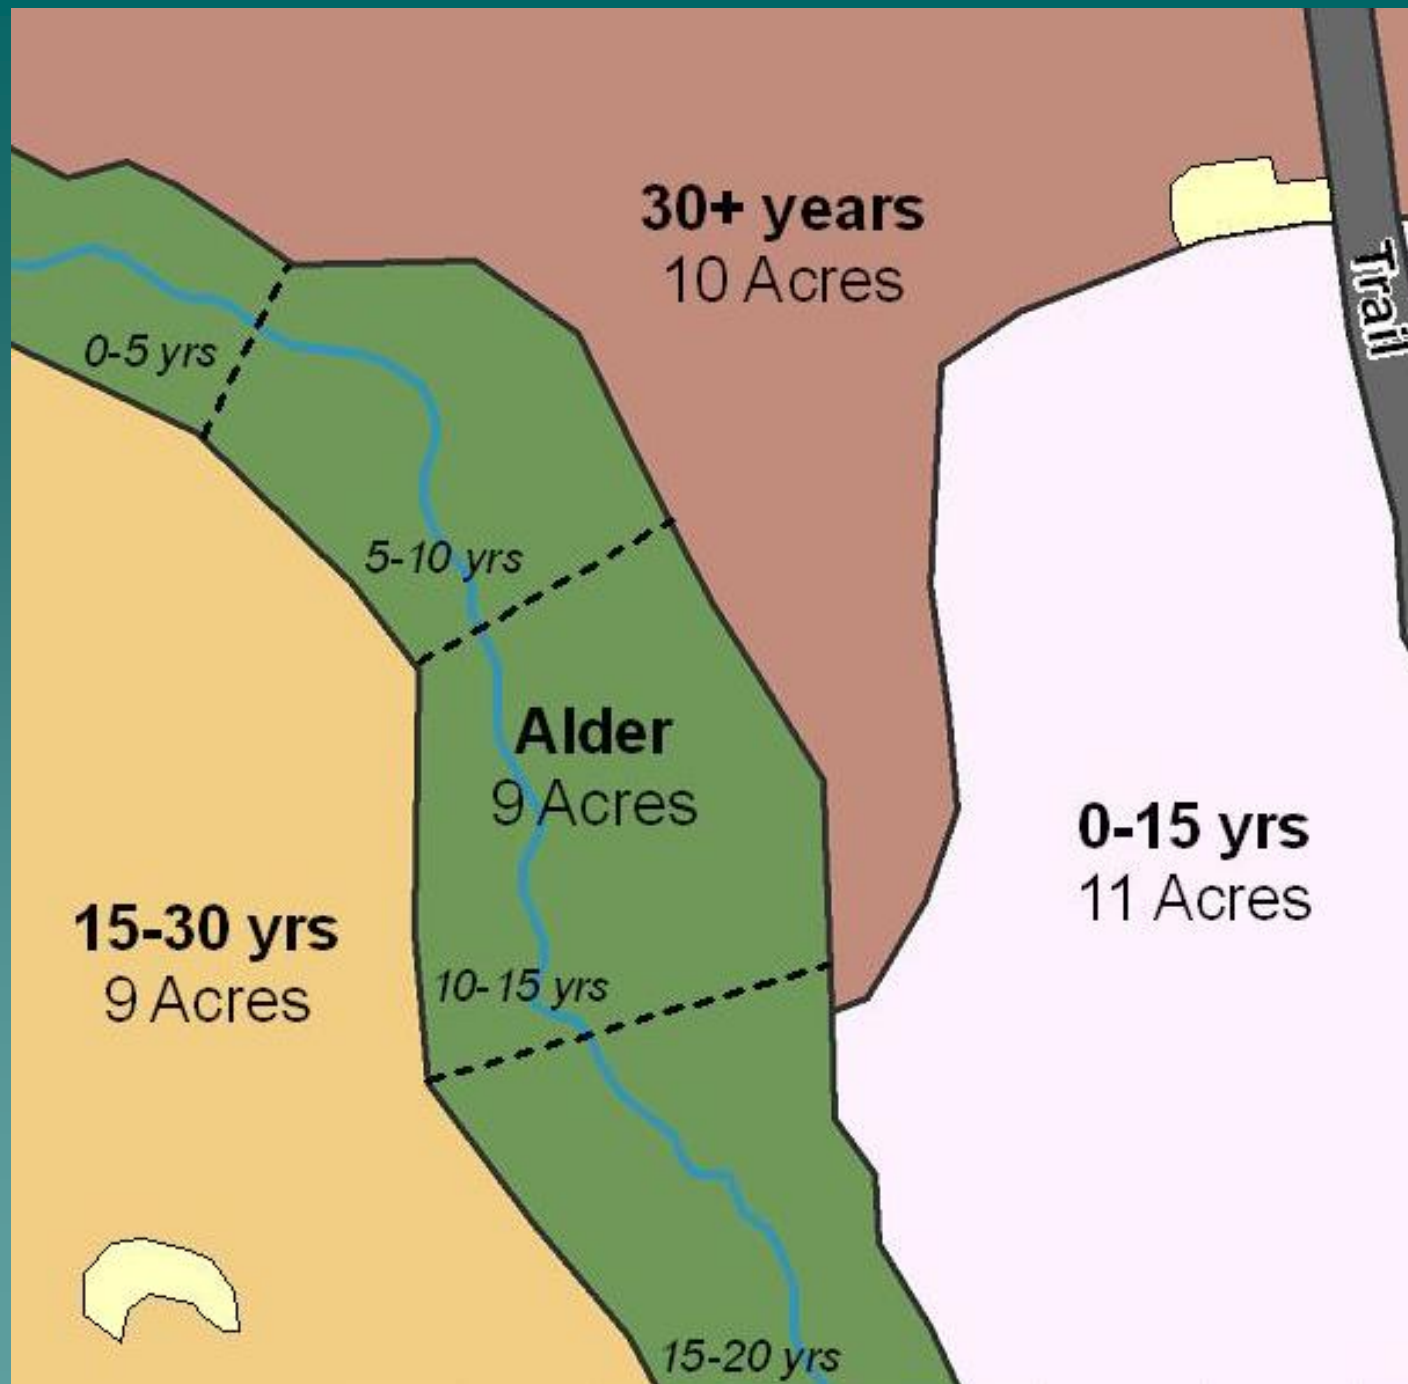 30+ years
10 Acres
Trail
0-5 yrs
5-10 yrs
Alder
9 Acres
0-15 yrs
11 Acres
15-30 yrs
9 Acres
10-15 yrs
15-20 yrs